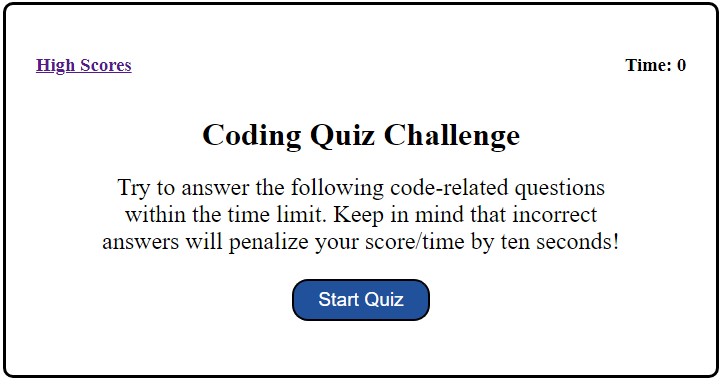 High Scores
Time: 0
Coding Quiz Challenge
Try to answer the following code-related questions
within the time limit. Keep in mind that incorrect
answers will penalize your score/time by ten seconds!
Start Quiz